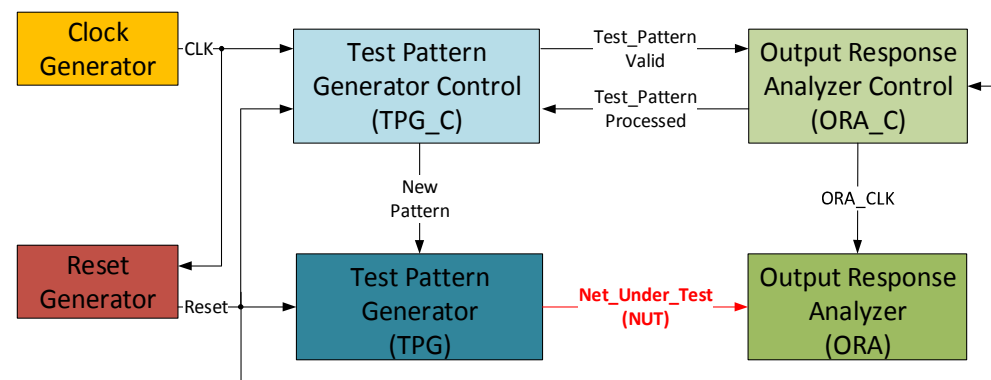 Clock
Generator
CLK
Test Pattern
Generator Control
(TPG_C)
Test_Pattern
Valid
Test_Pattern
Processed
Output Response
Analyzer Control
(ORA_C)
New
Pattern
ORA_CLK
Reset
Generator
Reset
Test Pattern
Generator
(TPG)
Net_Under_Test
(NUT)
Output Response
Analyzer
(ORA)